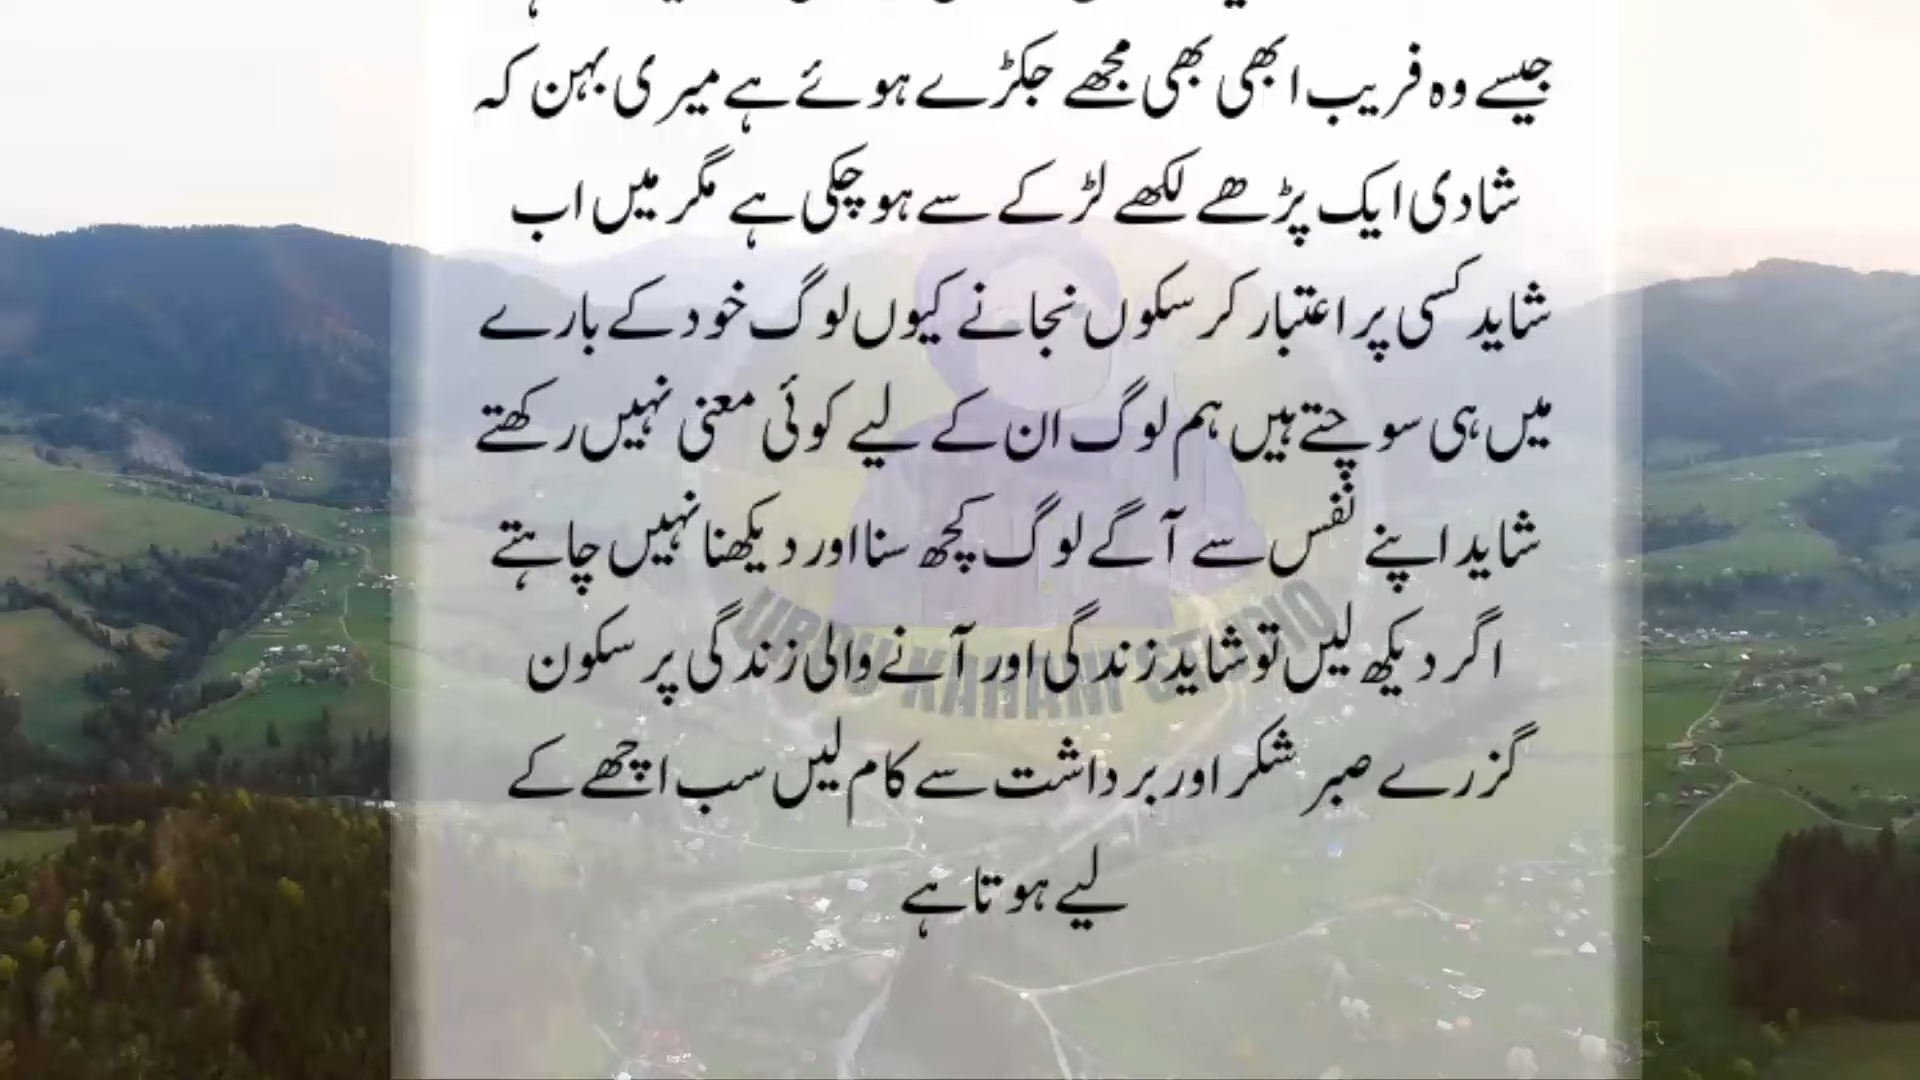 جیسے وہ فریب ابھی بھی مجھے جکڑے ہوئے ہے میری بہن کہ
شادی ایک پڑھے لکھے لڑکے سے ہو چکی ہے مگر میں اب
شاید کسی پر اعتبار کر سکوں نجانے کیوں لوگ خود کے بارے
میں ہی سوچتے ہیں ہم لوگ ان کے لیے کوئی معنی نہیں رکھتے
شاید اپنے نفس سے آگے لوگ کچھ سنا اور دیکھنا نہیں چاہتے
اگر دیکھ لیں تو شاید زندگی اور آنے والی زندگی پر سکون
گزرے صبر شکر اور برداشت سے کام لیں سب اچھے کے
لیے ہوتا ہے
URDU KAHANI STUDIO